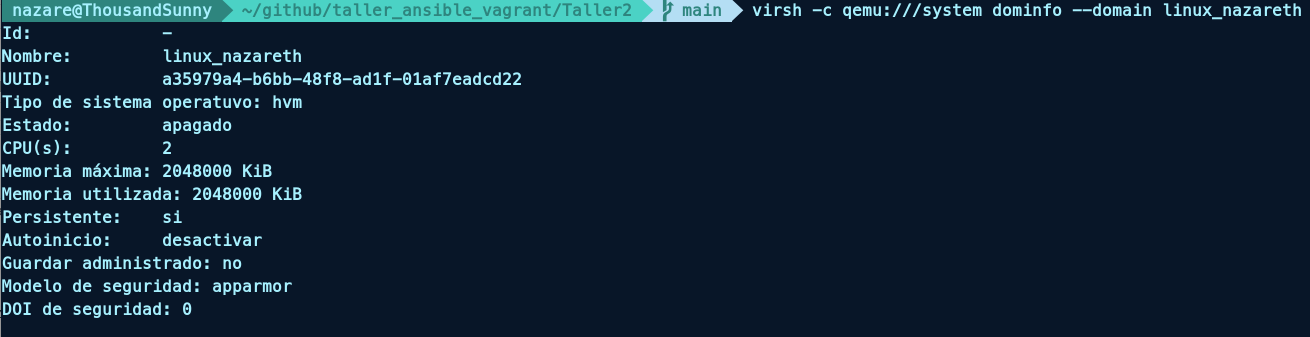 nazare@ThousandSunny ~/github/taller_ansible_vagrant/Taller2 main virsh -c qemu:///system dominfo --domain linux_nazareth
Id: -
Nombre: linux_nazareth
UUID: a35979a4-b6bb-48f8-ad1f-01af7eadcd22
Tipo de sistema operatuvo: hvm
Estado: apagado
CPU(s): 2
Memoria máxima: 2048000 KiB
Memoria utilizada: 2048000 KiB
Persistente: si
Autoinicio: desactivar
Guardar administrado: no
Modelo de seguridad: apparmor
DOI de seguridad: 0